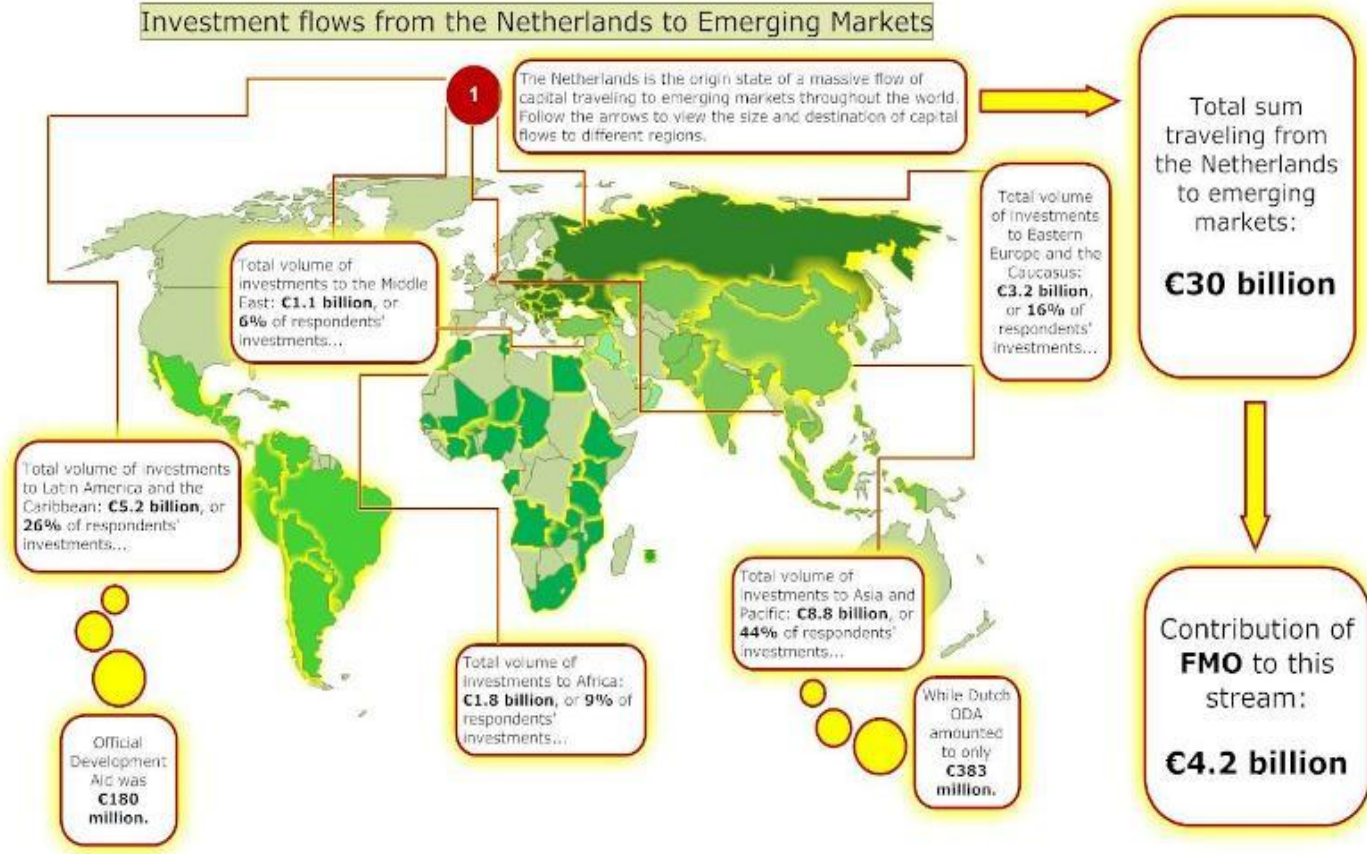 Investment flows from the Netherlands to Emerging Markets
1
The Netherlands is the origin state of a massive flow of
capital traveling to emerging markets throughout the world.
Follow the arrows to view the size and destination of capital
flows to different regions.
Total sum
traveling from
the Netherlands
to emerging
markets:
€30 billion
Total volume
of investments
to Eastern
Europe and the
Caucasus:
€3.2 billion,
or 16% of
respondents'
investments...
Total volume of
investments to the Middle
East: €1.1 billion, or
6% of respondents'
investments...
Total volume of investments
to Latin America and the
Caribbean: €5.2 billion, or
26% of respondents'
investments...
Total volume of
investments to Asia and
Pacific: €8.8 billion, or
44% of respondents'
investments...
Total volume of
investments to Africa:
€1.8 billion, or 9% of
respondents'
investments...
Official
Development
Aid was
€180
million.
While Dutch
ODA
amounted
to only
€383
million.
Contribution of
FMO to this
stream:
€4.2 billion